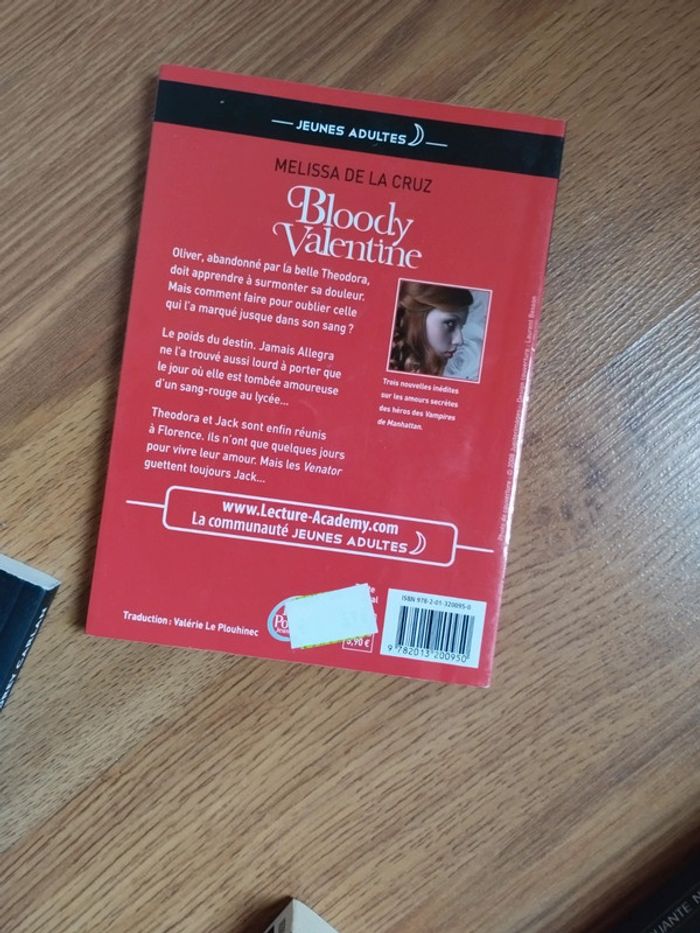 JEUNES ADULTES
MELISSA DE LA CRUZ
Bloody
Valentine
Oliver, abandonné par la belle Theodora,
doit apprendre à surmonter sa douleur.
Mais comment faire pour oublier celle
qui l'a marqué jusque dans son sang ?
Le poids du destin. Jamais Allegra
ne l'a trouvé aussi lourd à porter que
le jour où elle est tombée amoureuse
d'un sang-rouge au lycée...
Theodora et Jack sont enfin réunis
à Florence. Ils n'ont que quelques jours
pour vivre leur amour. Mais les Venator
guettent toujours Jack...
Trois nouvelles inédites
sur les amours secrètes
des héros des Vampires
de Manhattan.
www.Lecture-Academy.com
La communauté JEUNES ADULTES
Traduction : Valérie Le Plouhinec
ISBN 978-2-01-320095-0
9 782013 200950